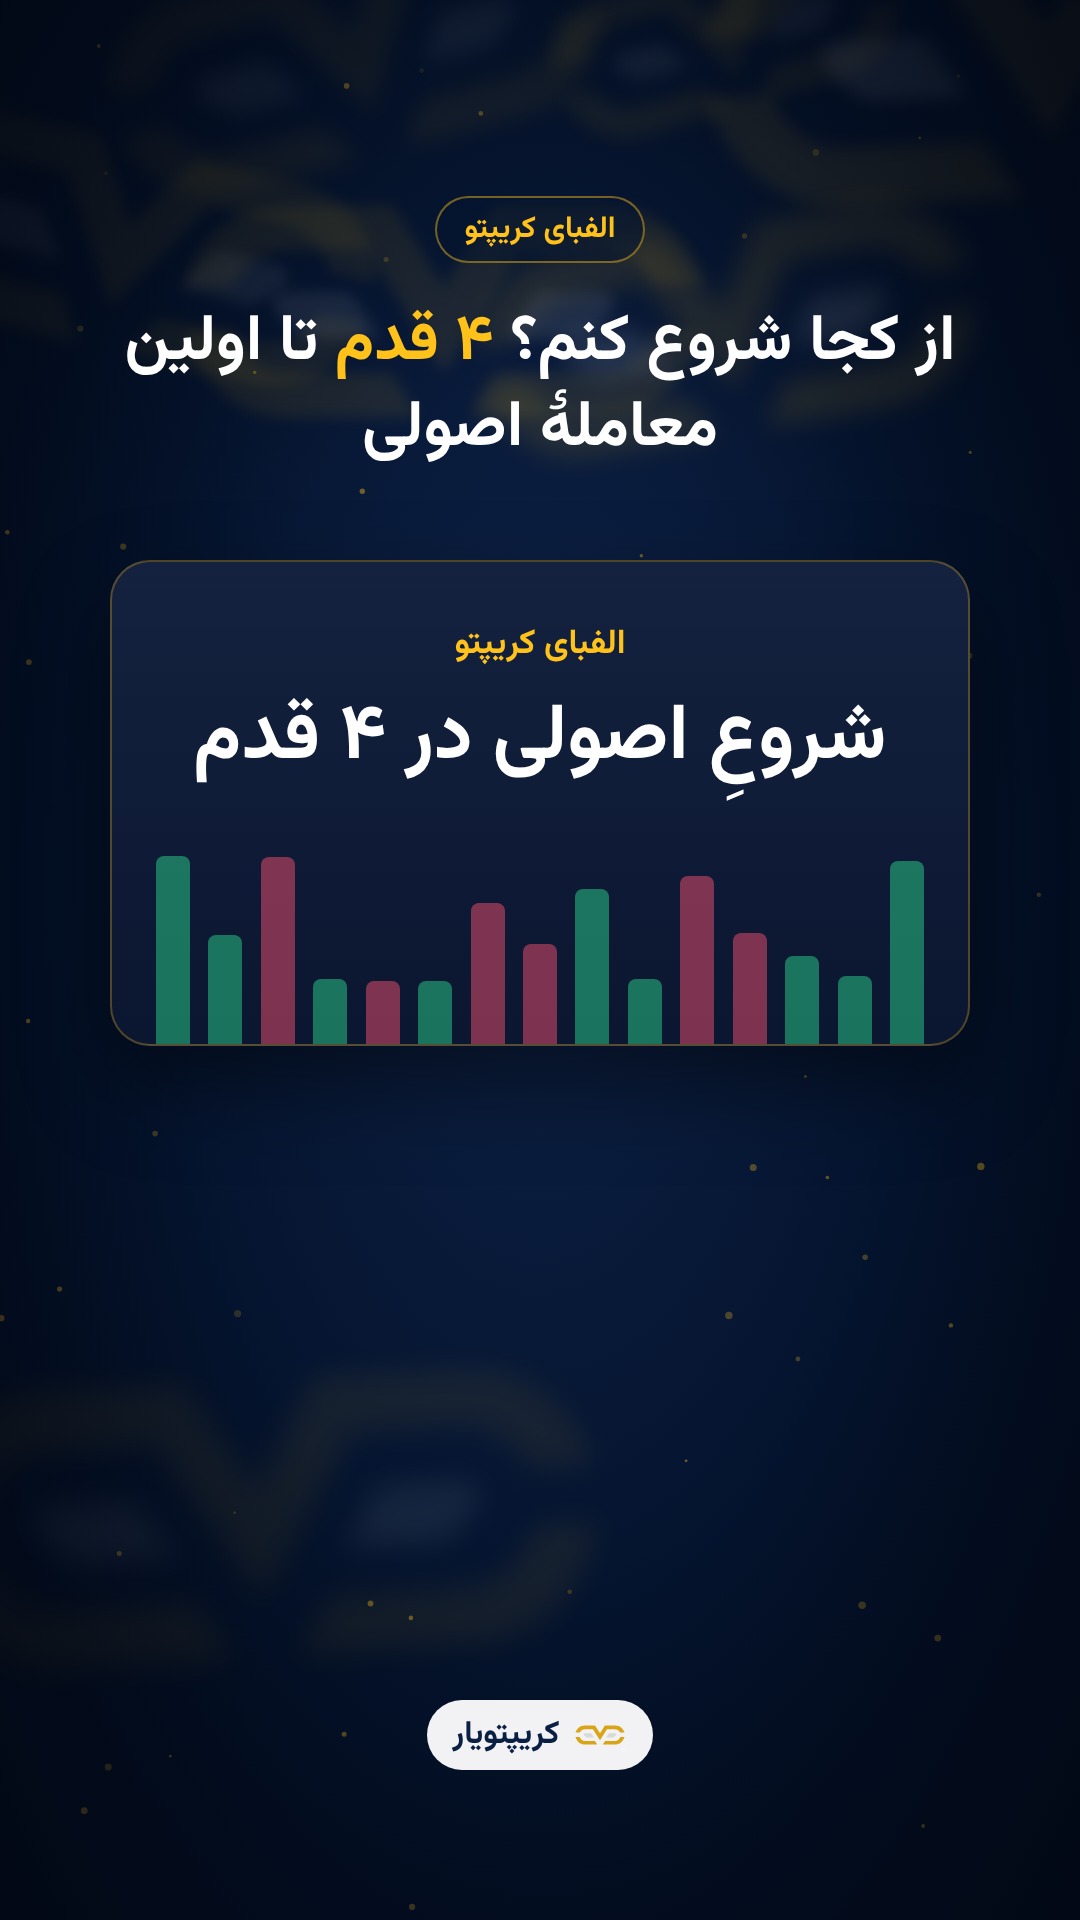 الفبای کریپتو
از کجا شروع کنم؟ ۴ قدم تا اولین
معاملهٔ اصولی
الفبای کریپتو
شروعِ اصولی در ۴ قدم
کریپتویار